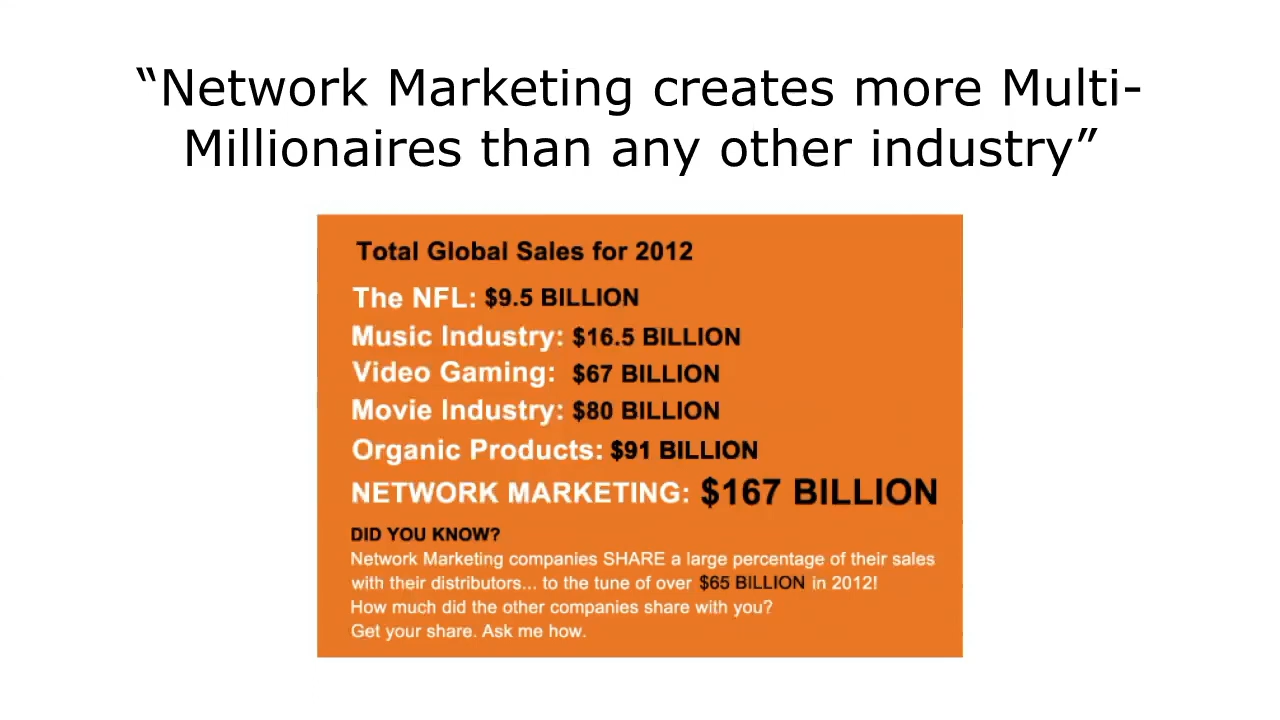 “Network Marketing creates more Multi-
Millionaires than any other industry”
Total Global Sales for 2012
The NFL: $9.5 BILLION
Music Industry: $16.5 BILLION
Video Gaming: $67 BILLION
Movie Industry: $80 BILLION
Organic Products: $91 BILLION
NETWORK MARKETING: $167 BILLION
DID YOU KNOW?
Network Marketing companies SHARE a large percentage of their sales
with their distributors... to the tune of over $65 BILLION in 2012!
How much did the other companies share with you?
Get your share. Ask me how.